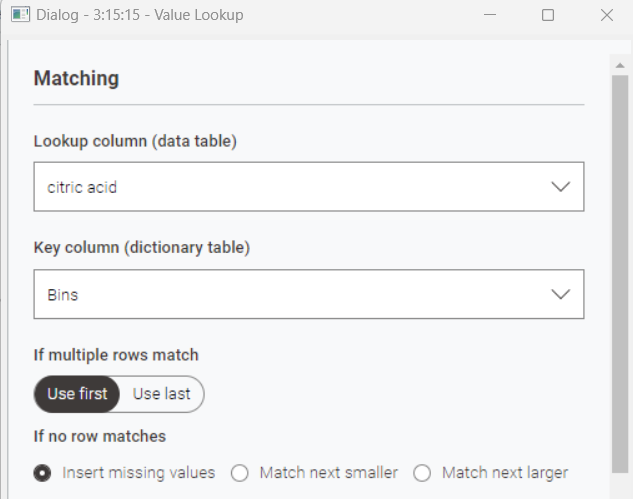 Dialog - 3:15:15 - Value Lookup
Matching
Lookup column (data table)
citric acid
Key column (dictionary table)
Bins
If multiple rows match
Use first Use last
If no row matches
Insert missing values Match next smaller Match next larger